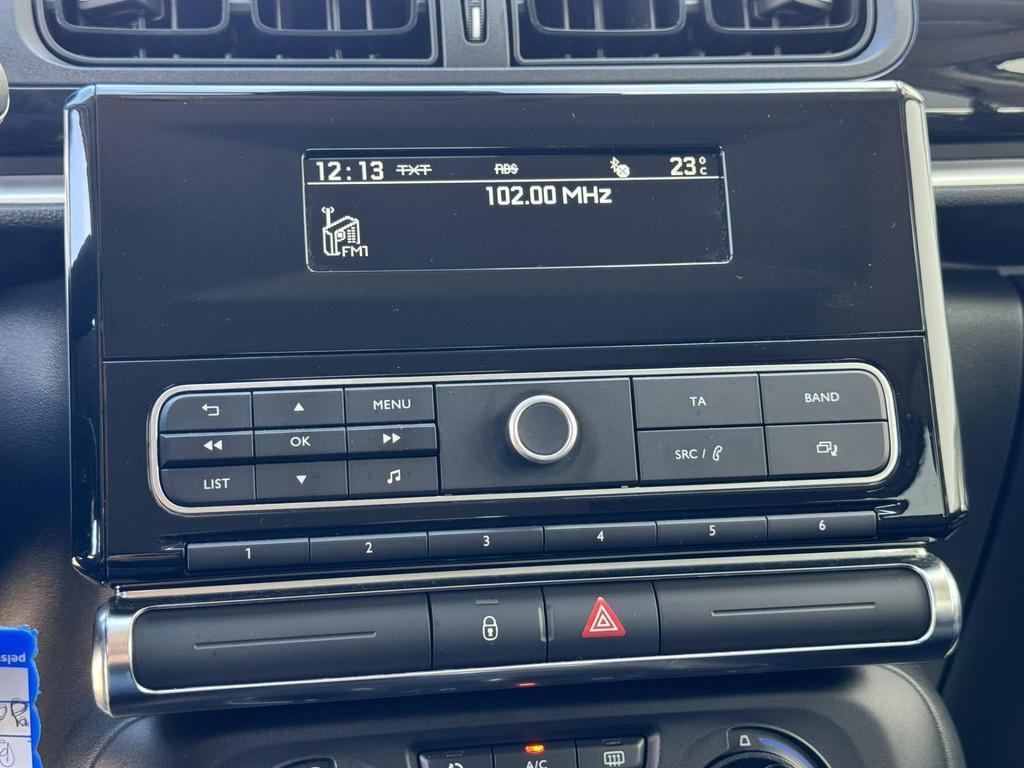 12:13 TXT ABS 23°C
102.00 MHz
FM1
MENU TA BAND
OK
LIST SRC /
1 2 3 4 5 6
A/C